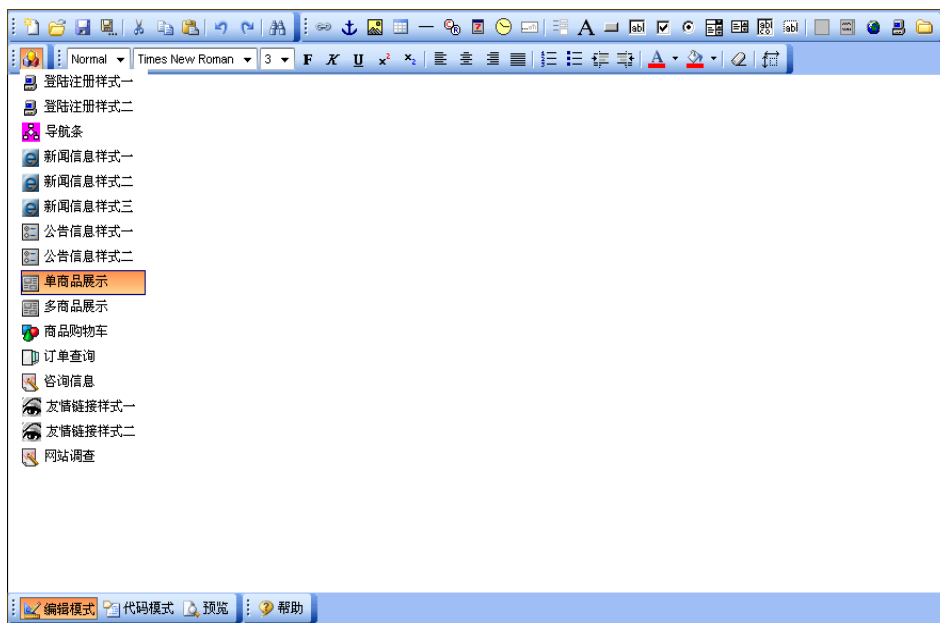 Normal Times New Roman 3 F K U x² x₂
登陆注册样式一
登陆注册样式二
导航条
新闻信息样式一
新闻信息样式二
新闻信息样式三
公告信息样式一
公告信息样式二
单商品展示
多商品展示
商品购物车
订单查询
咨询信息
友情链接样式一
友情链接样式二
网站调查
编辑模式 代码模式 预览 帮助